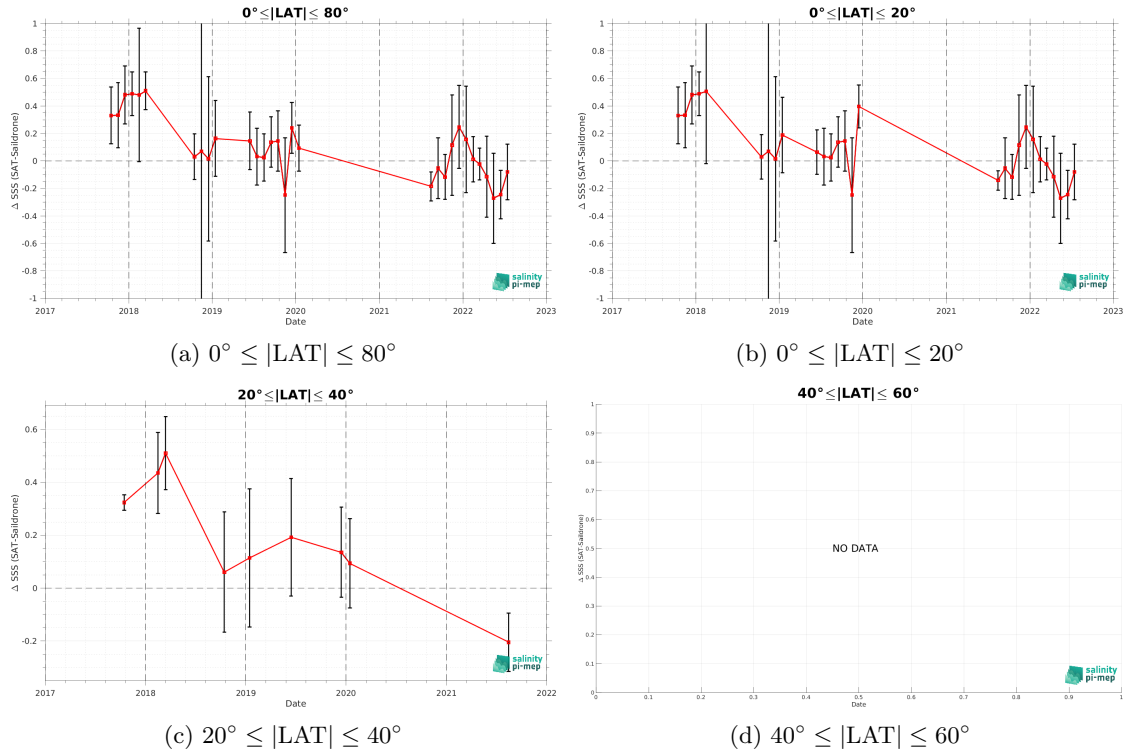 0°≤|LAT|≤ 80°
Δ SSS (SAT-Saildrone)
1
0.8
0.6
0.4
0.2
0
-0.2
-0.4
-0.6
-0.8
-1
2017 2018 2019 2020 2021 2022 2023
Date
salinity
pi-mep
(a) 0° ≤ |LAT| ≤ 80°
0°≤|LAT|≤ 20°
Δ SSS (SAT-Saildrone)
1
0.8
0.6
0.4
0.2
0
-0.2
-0.4
-0.6
-0.8
-1
2017 2018 2019 2020 2021 2022 2023
Date
salinity
pi-mep
(b) 0° ≤ |LAT| ≤ 20°
20°≤|LAT|≤ 40°
Δ SSS (SAT-Saildrone)
0.6
0.4
0.2
0
-0.2
2017 2018 2019 2020 2021 2022
Date
salinity
pi-mep
(c) 20° ≤ |LAT| ≤ 40°
40°≤|LAT|≤ 60°
Δ SSS (SAT-Saildrone)
1
0.9
0.8
0.7
0.6
0.5
0.4
0.3
0.2
0.1
0
NO DATA
0 0.1 0.2 0.3 0.4 0.5 0.6 0.7 0.8 0.9 1
Date
salinity
pi-mep
(d) 40° ≤ |LAT| ≤ 60°